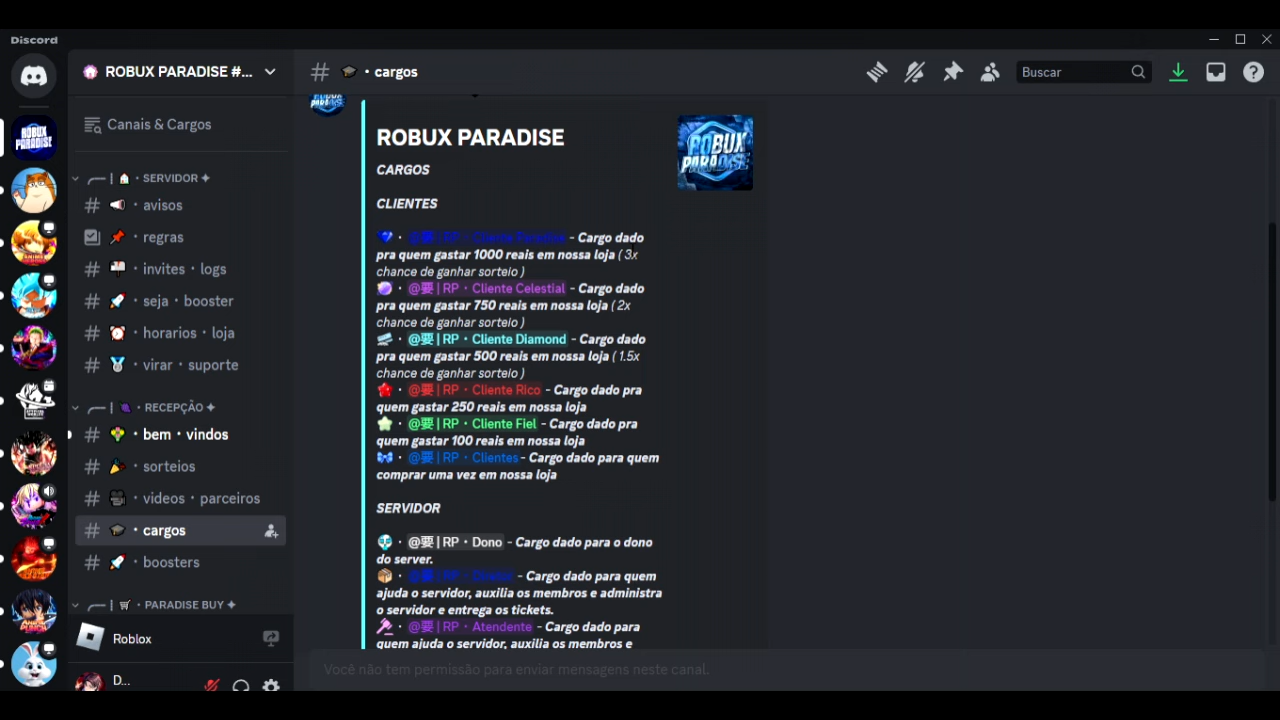 Discord
ROBUX PARADISE #...
Canais & Cargos
SERVIDOR
avisos
regras
invites • logs
seja • booster
horarios • loja
virar • suporte
RECEPÇÃO
bem • vindos
sorteios
videos • parceiros
cargos
boosters
PARADISE BUY
Roblox
D...
# • cargos
Buscar
ROBUX PARADISE
ROBUX PARADISE
CARGOS
CLIENTES
• @要 | RP • Cliente Paradise - Cargo dado
pra quem gastar 1000 reais em nossa loja ( 3x
chance de ganhar sorteio )
• @要 | RP • Cliente Celestial - Cargo dado
pra quem gastar 750 reais em nossa loja ( 2x
chance de ganhar sorteio )
• @要 | RP • Cliente Diamond - Cargo dado
pra quem gastar 500 reais em nossa loja ( 1.5x
chance de ganhar sorteio )
• @要 | RP • Cliente Rico - Cargo dado pra
quem gastar 250 reais em nossa loja
• @要 | RP • Cliente Fiel - Cargo dado pra
quem gastar 100 reais em nossa loja
• @要 | RP • Clientes - Cargo dado para quem
comprar uma vez em nossa loja
SERVIDOR
• @要 | RP • Dono - Cargo dado para o dono
do server.
• @要 | RP • - Cargo dado para quem
ajuda o servidor, auxilia os membros e administra
o servidor e entrega os tickets.
• @要 | RP • Atendente - Cargo dado para
quem ajuda o servidor, auxilia os membros e
Você não tem permissão para enviar mensagens neste canal.